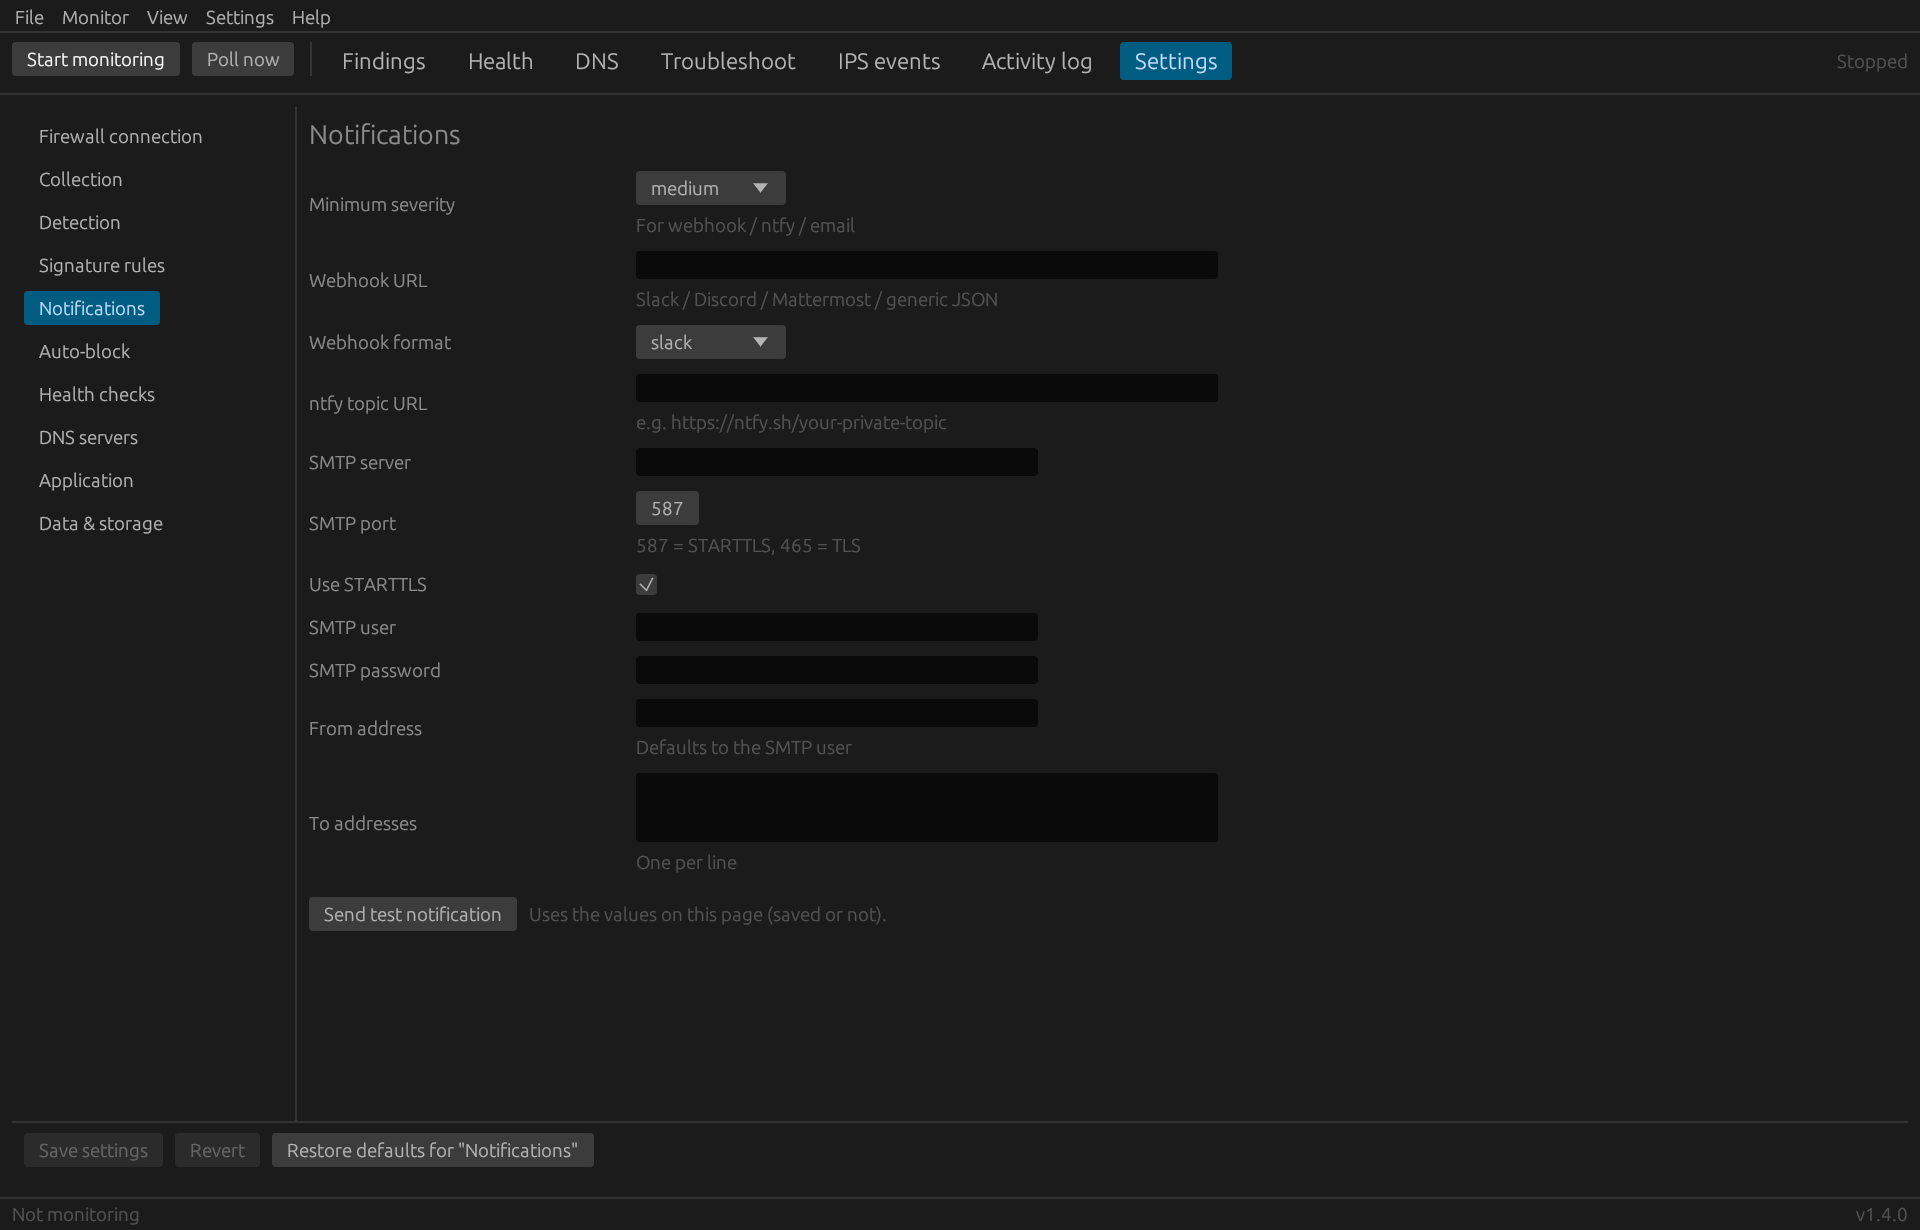 File Monitor View Settings Help
Start monitoring Poll now Findings Health DNS Troubleshoot IPS events Activity log Settings Stopped
Firewall connection
Collection
Detection
Signature rules
Notifications
Auto-block
Health checks
DNS servers
Application
Data & storage
Notifications
Minimum severity medium
For webhook / ntfy / email
Webhook URL
Slack / Discord / Mattermost / generic JSON
Webhook format slack
ntfy topic URL
e.g. https://ntfy.sh/your-private-topic
SMTP server
SMTP port 587
587 = STARTTLS, 465 = TLS
Use STARTTLS
SMTP user
SMTP password
From address
Defaults to the SMTP user
To addresses
One per line
Send test notification Uses the values on this page (saved or not).
Save settings Revert Restore defaults for "Notifications"
Not monitoring v1.4.0